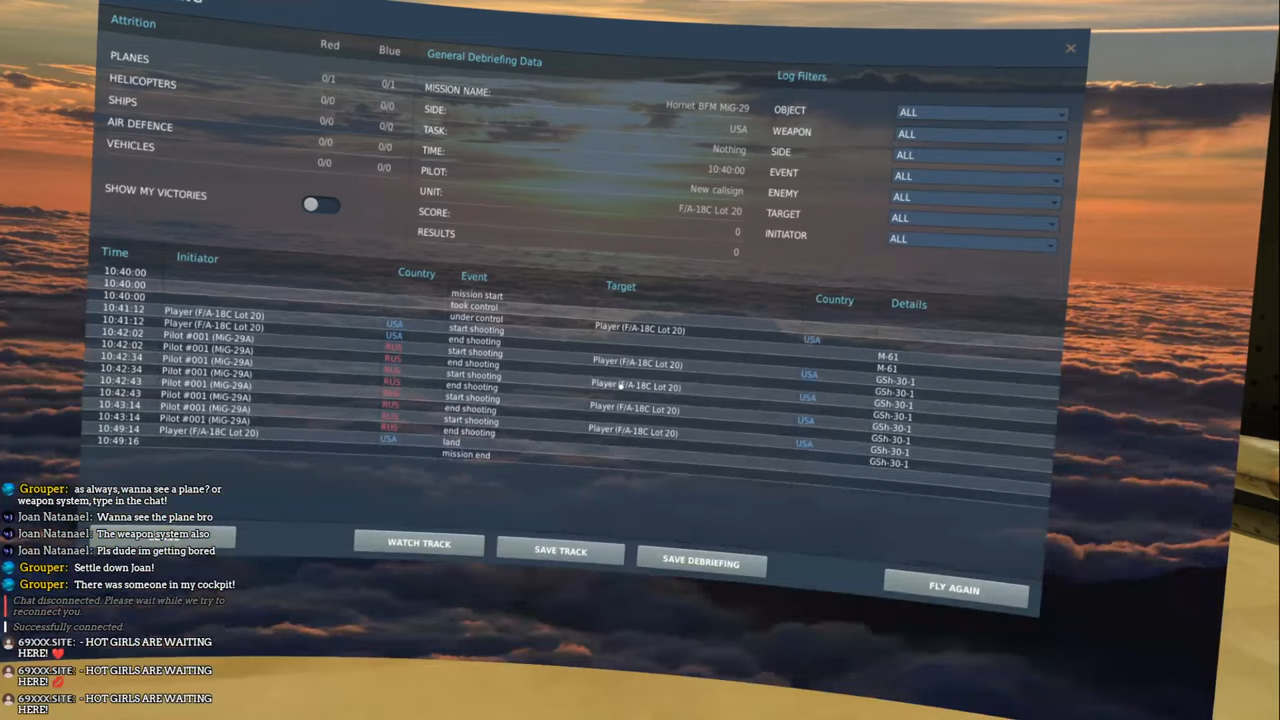 Attrition
Red Blue
PLANES 0/1 0/1
HELICOPTERS 0/0 0/0
SHIPS 0/0 0/0
AIR DEFENCE 0/0 0/0
VEHICLES 0/0 0/0
SHOW MY VICTORIES
General Debriefing Data
MISSION NAME: Hornet BFM MiG-29
SIDE: USA
TASK: Nothing
TIME: 10:40:00
PILOT: New callsign
UNIT: F/A-18C Lot 20
SCORE: 0
RESULTS 0
Log Filters
OBJECT ALL
WEAPON ALL
SIDE ALL
EVENT ALL
ENEMY ALL
TARGET ALL
INITIATOR ALL
Time Initiator Country Event Target Country Details
10:40:00 mission start
10:40:00 took control Player (F/A-18C Lot 20) USA
10:40:00 under control
10:41:12 Player (F/A-18C Lot 20) USA start shooting M-61
10:41:12 Player (F/A-18C Lot 20) USA end shooting M-61
10:42:02 Pilot #001 (MiG-29A) RUS start shooting Player (F/A-18C Lot 20) USA GSh-30-1
10:42:02 Pilot #001 (MiG-29A) RUS end shooting GSh-30-1
10:42:34 Pilot #001 (MiG-29A) RUS start shooting Player (F/A-18C Lot 20) USA GSh-30-1
10:42:34 Pilot #001 (MiG-29A) RUS end shooting GSh-30-1
10:42:43 Pilot #001 (MiG-29A) RUS start shooting Player (F/A-18C Lot 20) USA GSh-30-1
10:42:43 Pilot #001 (MiG-29A) RUS end shooting GSh-30-1
10:43:14 Pilot #001 (MiG-29A) RUS start shooting Player (F/A-18C Lot 20) USA GSh-30-1
10:43:14 Pilot #001 (MiG-29A) RUS end shooting GSh-30-1
10:49:14 Player (F/A-18C Lot 20) USA land
10:49:16 mission end
WATCH TRACK
SAVE TRACK
SAVE DEBRIEFING
FLY AGAIN
Grouper: as always,wanna see a plane? or
weapon system, type in the chat!
Joan Natanael: Wanna see the plane bro
Joan Natanael: The weapon system also
Joan Natanael: Pls dude im getting bored
Grouper: Settle down Joan!
Grouper: There was someone in my cockpit!
Chat disconnected. Please wait while we try to
reconnect you.
Successfully connected.
69XXX.SITE: - HOT GIRLS ARE WAITING
HERE! ❤️
69XXX.SITE: - HOT GIRLS ARE WAITING
HERE! 💋
69XXX.SITE: - HOT GIRLS ARE WAITING
HERE!